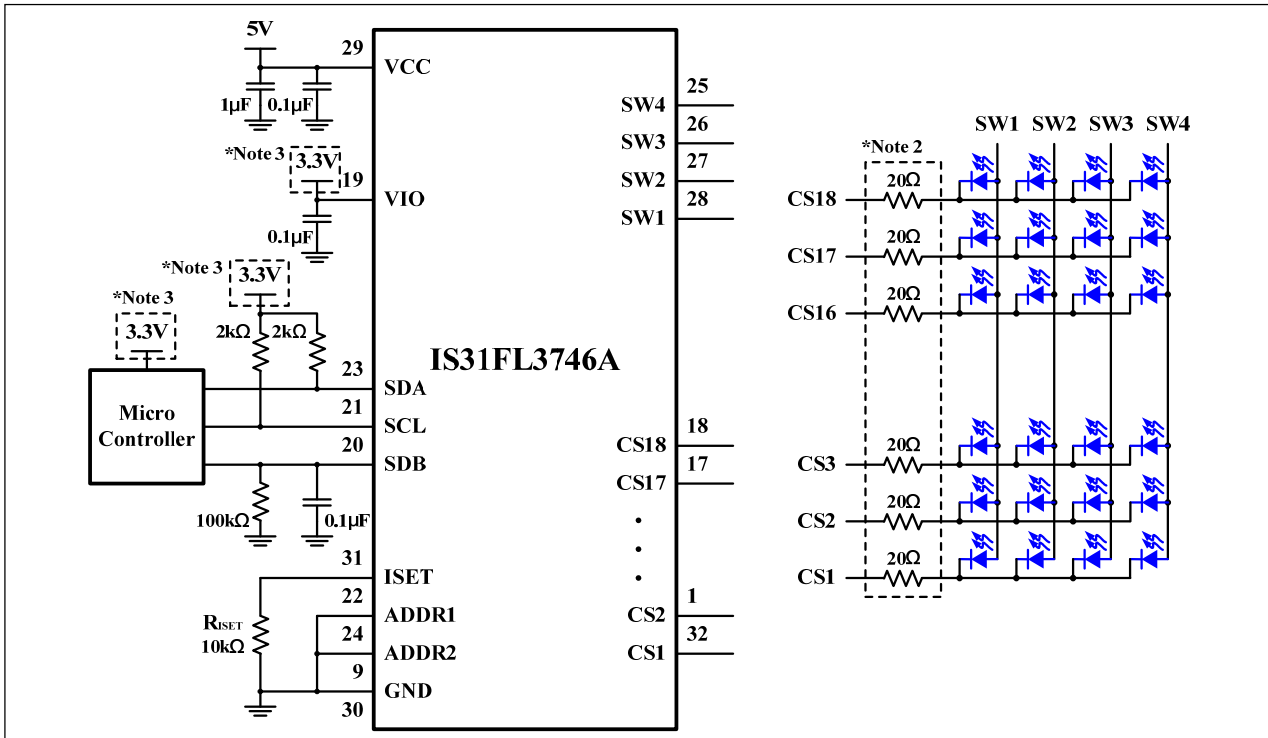 5V
29
VCC
1µF 0.1µF
*Note 3
3.3V
19
VIO
0.1µF
*Note 3
3.3V
*Note 3
3.3V
2kΩ 2kΩ
Micro
Controller
23
SDA
21
SCL
20
SDB
100kΩ
0.1µF
31
ISET
22
ADDR1
RISET
10kΩ
24
ADDR2
9
GND
30
IS31FL3746A
25
SW4
26
SW3
27
SW2
28
SW1
18
CS18
17
CS17
1
CS2
32
CS1
SW1 SW2 SW3 SW4
*Note 2
20Ω
CS18
20Ω
CS17
20Ω
CS16
20Ω
CS3
20Ω
CS2
20Ω
CS1